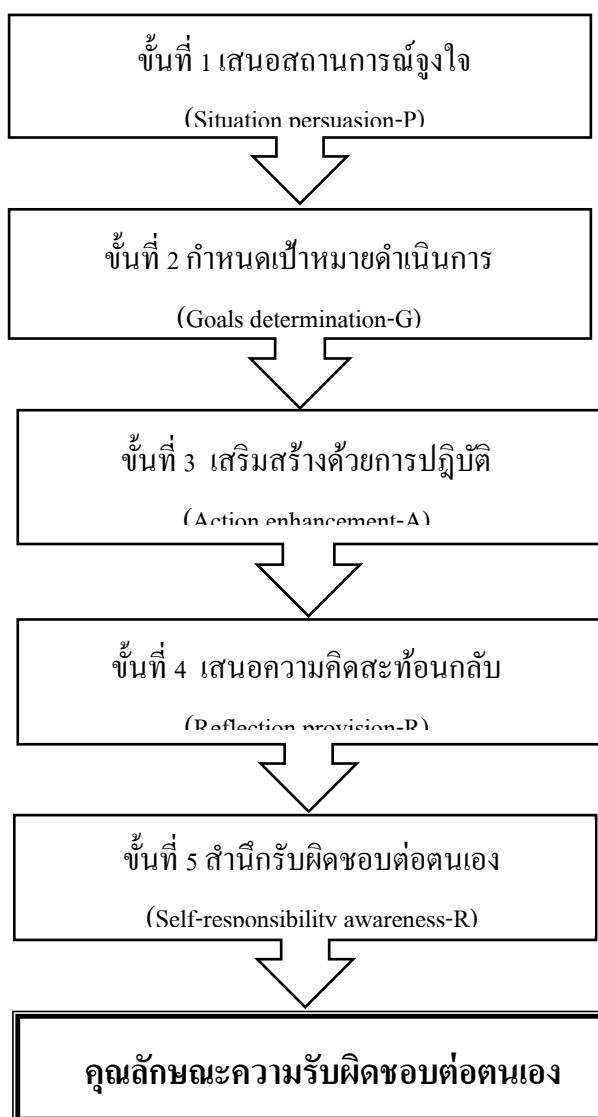 ขั้นที่ 1 เสนอสถานการณ์จูงใจ
(Situation persuasion-P)
ขั้นที่ 2 กำหนดเป้าหมายดำเนินการ
(Goals determination-G)
ขั้นที่ 3 เสริมสร้างด้วยการปฏิบัติ
(Action enhancement-A)
ขั้นที่ 4 เสนอความคิดสะท้อนกลับ
(Reflection provision-R)
ขั้นที่ 5 สำนึกรับผิดชอบต่อตนเอง
(Self-responsibility awareness-R)
คุณลักษณะความรับผิดชอบต่อตนเอง